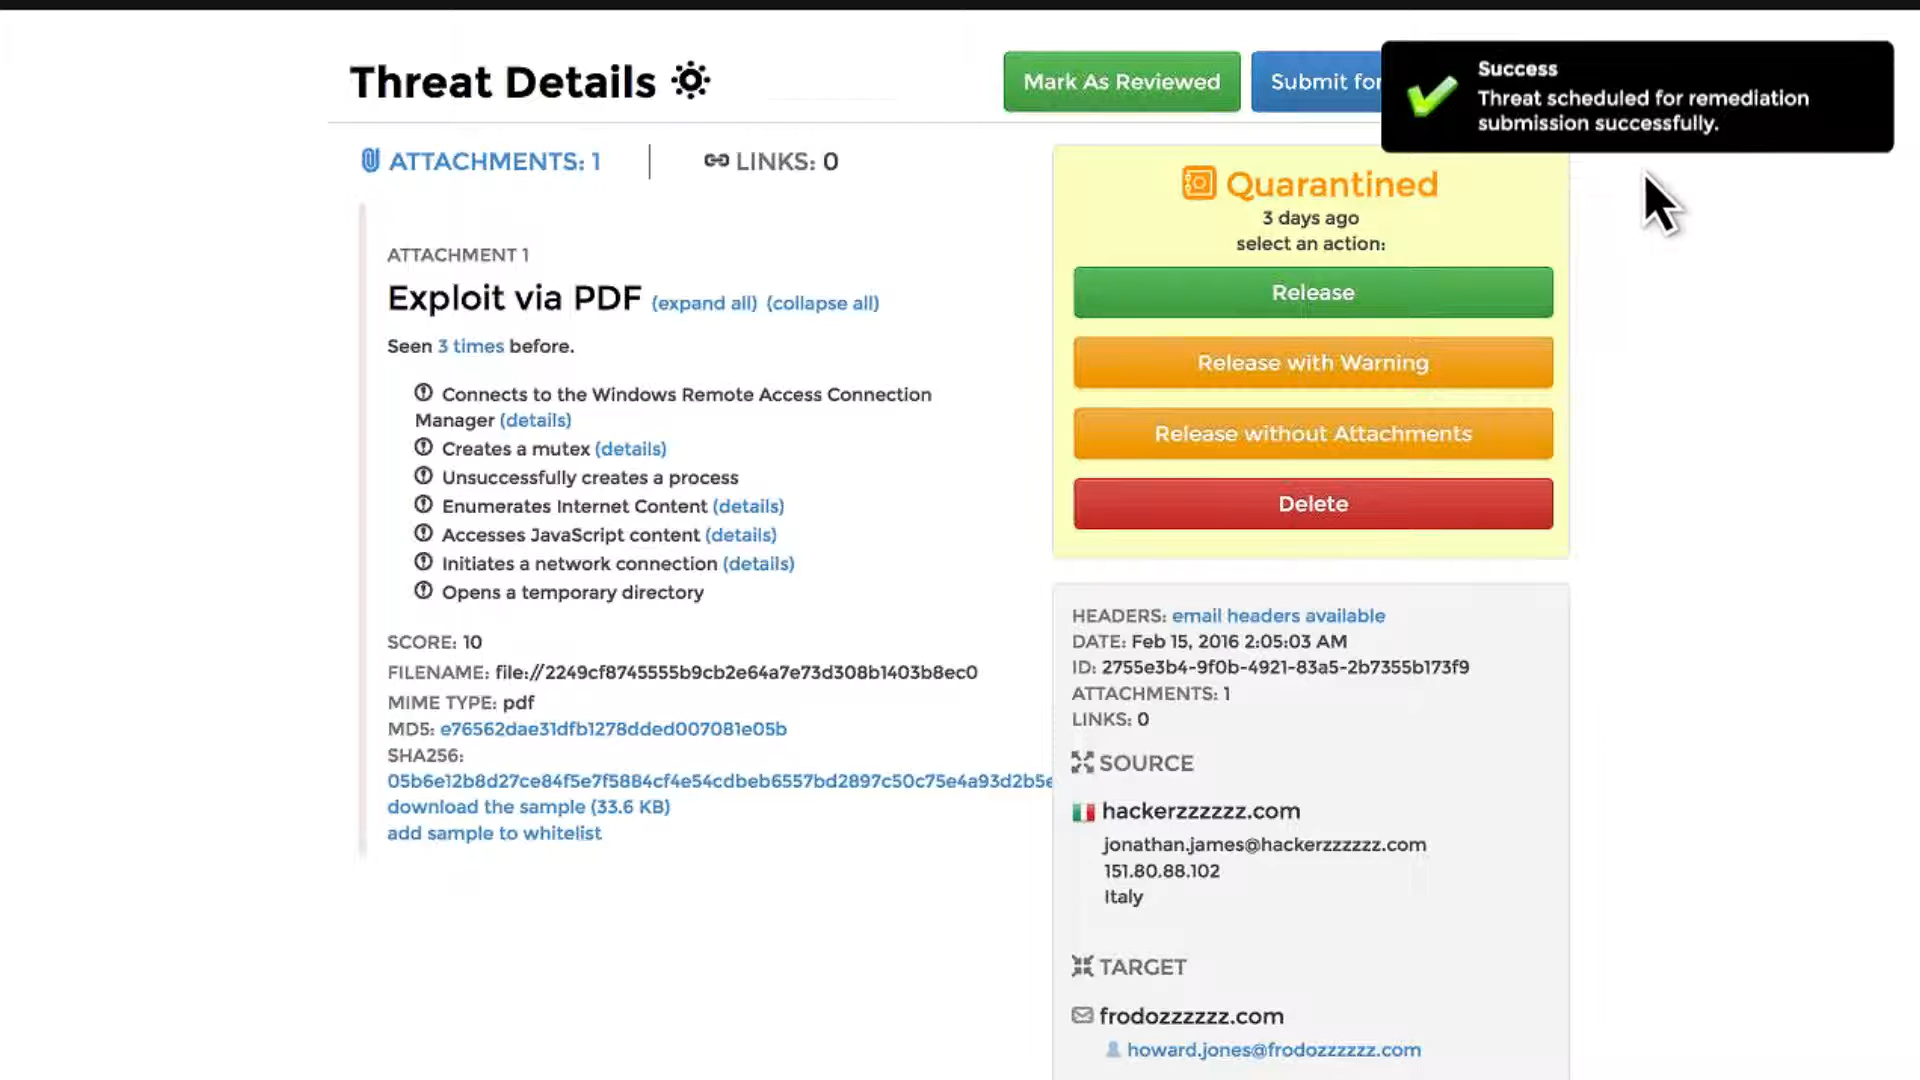 Threat Details
Mark As Reviewed
Submit for
Success
Threat scheduled for remediation
submission successfully.
ATTACHMENTS: 1
LINKS: 0
ATTACHMENT 1
Exploit via PDF (expand all) (collapse all)
Seen 3 times before.
Connects to the Windows Remote Access Connection
Manager (details)
Creates a mutex (details)
Unsuccessfully creates a process
Enumerates Internet Content (details)
Accesses JavaScript content (details)
Initiates a network connection (details)
Opens a temporary directory
SCORE: 10
FILENAME: file://2249cf8745555b9cb2e64a7e73d308b1403b8ec0
MIME TYPE: pdf
MD5: e76562dae31dfb1278dded007081e05b
SHA256:
05b6e12b8d27ce84f5e7f5884cf4e54cdbeb6557bd2897c50c75e4a93d2b5e
download the sample (33.6 KB)
add sample to whitelist
Quarantined
3 days ago
select an action:
Release
Release with Warning
Release without Attachments
Delete
HEADERS: email headers available
DATE: Feb 15, 2016 2:05:03 AM
ID: 2755e3b4-9f0b-4921-83a5-2b7355b173f9
ATTACHMENTS: 1
LINKS: 0
SOURCE
hackerzzzzzz.com
jonathan.james@hackerzzzzzz.com
151.80.88.102
Italy
TARGET
frodozzzzzz.com
howard.jones@frodozzzzzz.com